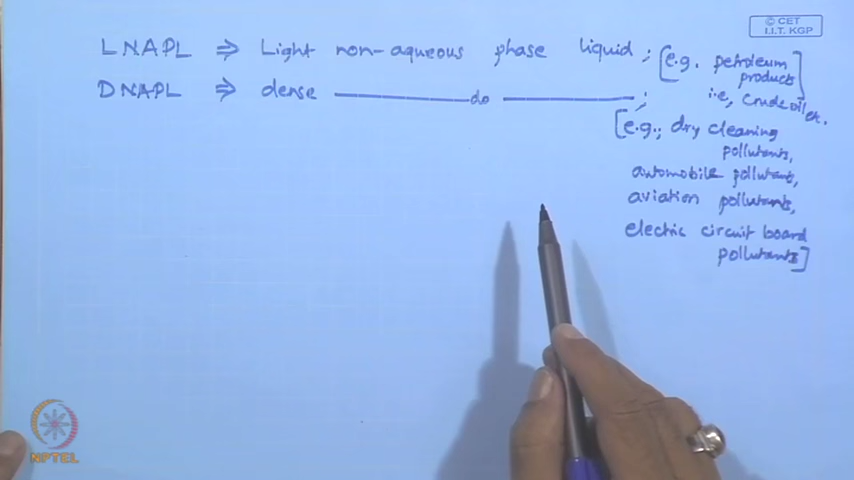 © CET
I.I.T. KGP
LNAPL ⇒ Light non-aqueous phase liquid ; [e.g. petroleum
products]
i.e, crude oil etc.
DNAPL ⇒ dense ——— do ——— ;
[e.g.; dry cleaning
pollutants,
automobile pollutants,
aviation pollutants,
electric circuit board
pollutants]
NPTEL